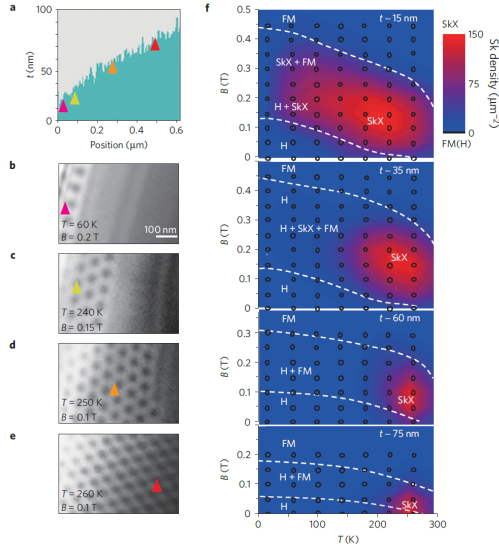 a
100
50
0
t (nm)
0 0.2 0.4 0.6
Position (μm)
b
T = 60 K
B = 0.2 T
100 nm
c
T = 240 K
B = 0.15 T
d
T = 250 K
B = 0.1 T
e
T = 260 K
B = 0.1 T
f
0.5
0.4
0.3
0.2
0.1
0
B (T)
FM
t ~ 15 nm
SkX + FM
H + SkX
SkX
H
0.4
0.3
0.2
0.1
0
B (T)
FM
t ~ 35 nm
H
H + SkX + FM
SkX
H
0.3
0.2
0.1
0
B (T)
FM
t ~ 60 nm
H + FM
H
SkX
0.2
0.1
0
B (T)
FM
t ~ 75 nm
H + FM
H
SkX
0 100 200 300
T (K)
SkX
150
75
0
FM(H)
Sk density (μm⁻²)